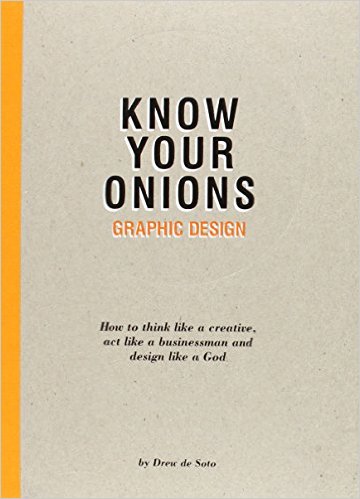 KNOW
YOUR
ONIONS
GRAPHIC DESIGN
How to think like a creative,
act like a businessman and
design like a God
by Drew de Soto